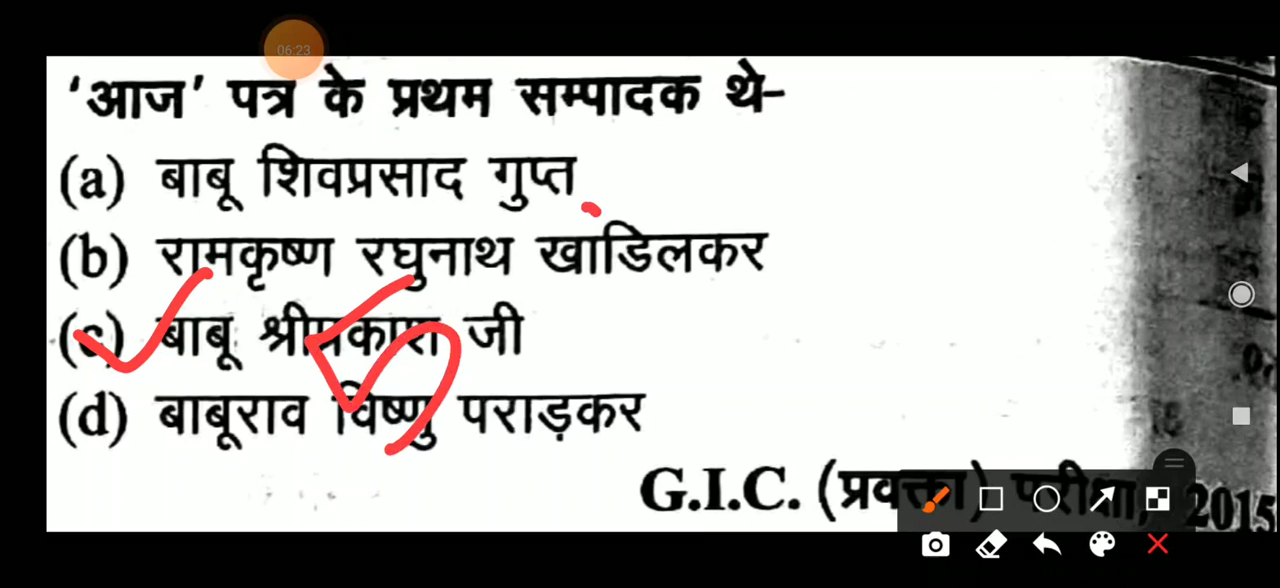 06:23
'आज' पत्र के प्रथम सम्पादक थे-
(a) बाबू शिवप्रसाद गुप्त
(b) रामकृष्ण रघुनाथ खाडिलकर
(c) बाबू श्रीप्रकाश जी
(d) बाबूराव विष्णु पराड़कर
G.I.C. (प्रवक्ता) परीक्षा, 2015